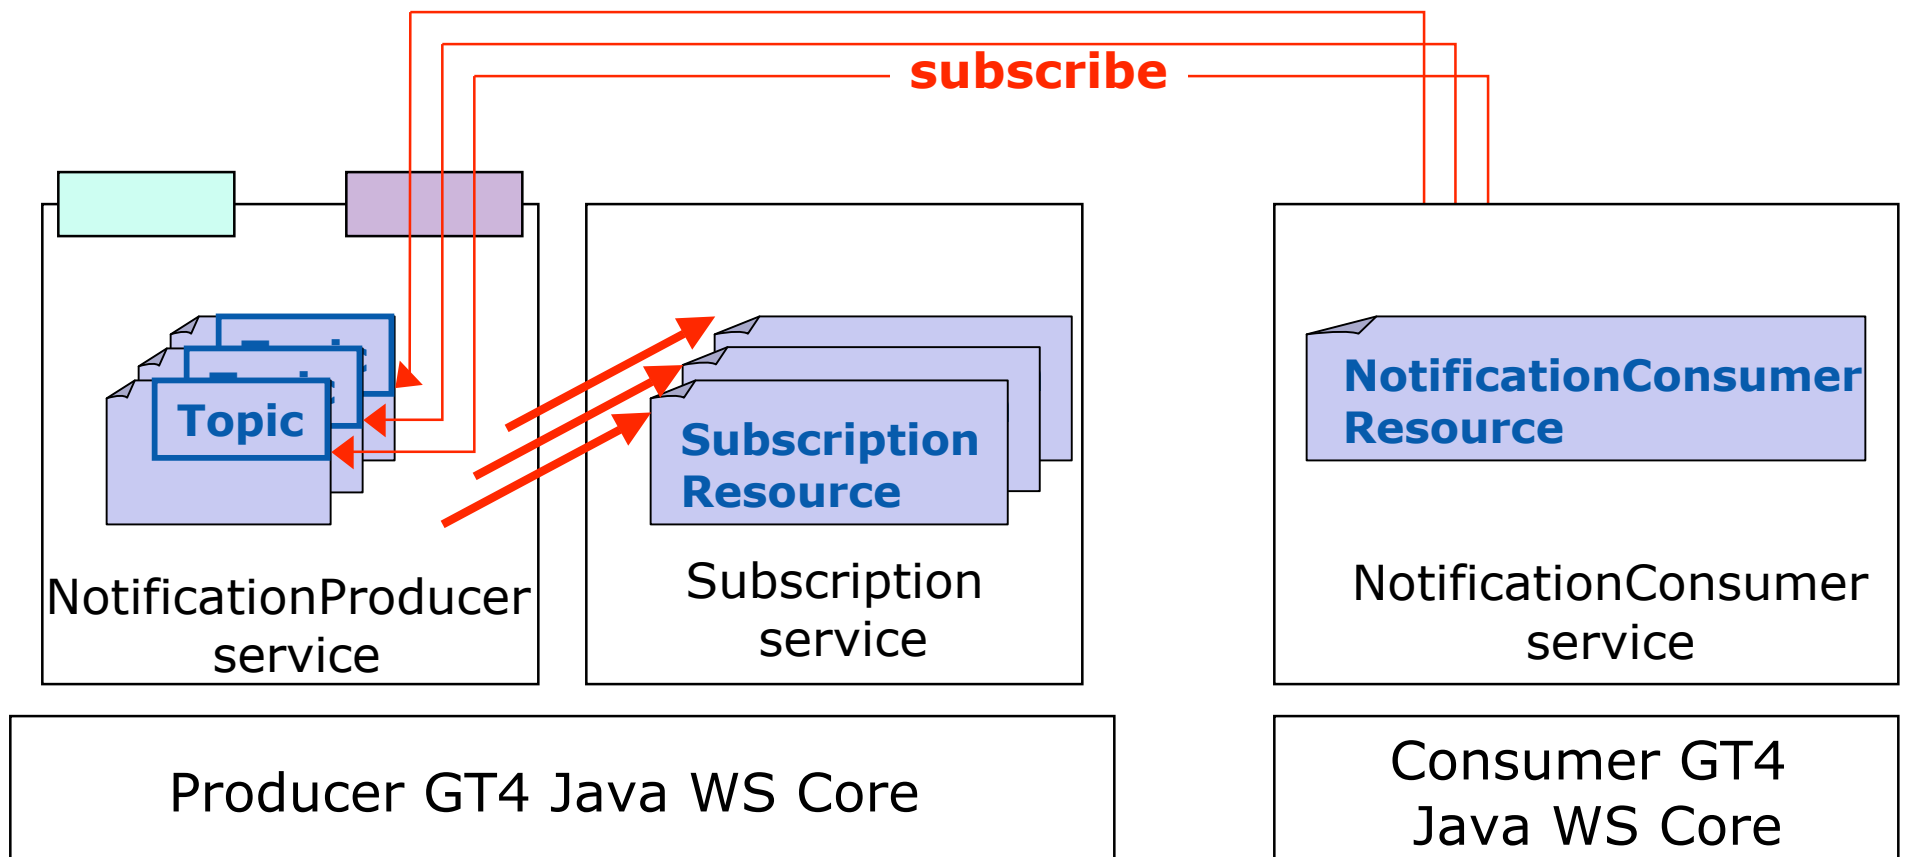 subscribe
Topic
Subscription
Resource
NotificationConsumer
Resource
NotificationProducer
service
Subscription
service
NotificationConsumer
service
Producer GT4 Java WS Core
Consumer GT4
Java WS Core